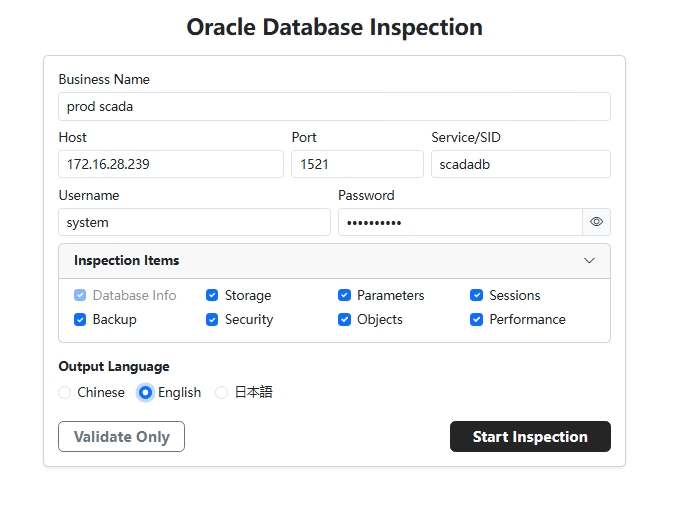 Oracle Database Inspection
Business Name
prod scada
Host Port Service/SID
172.16.28.239 1521 scadadb
Username Password
system ••••••••••
Inspection Items
Database Info Storage Parameters Sessions
Backup Security Objects Performance
Output Language
Chinese English 日本語
Validate Only Start Inspection